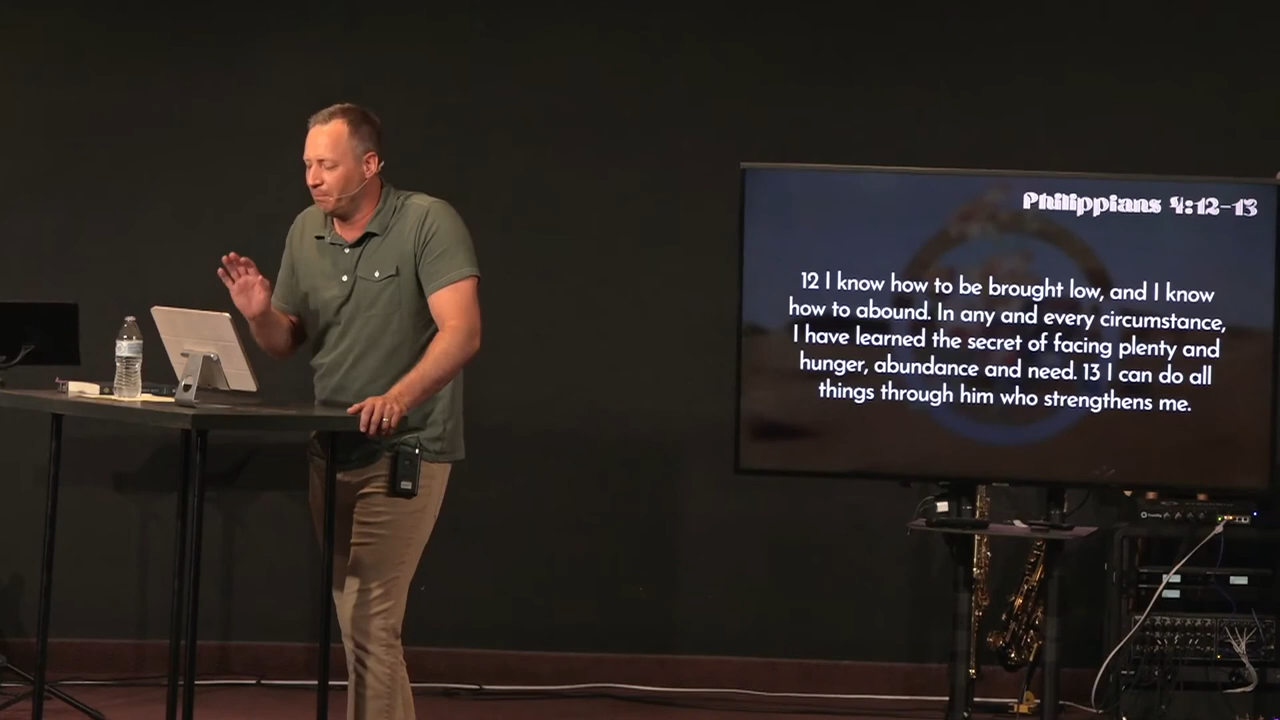 Philippians 4:12-13
12 I know how to be brought low, and I know
how to abound. In any and every circumstance,
I have learned the secret of facing plenty and
hunger, abundance and need. 13 I can do all
things through him who strengthens me.